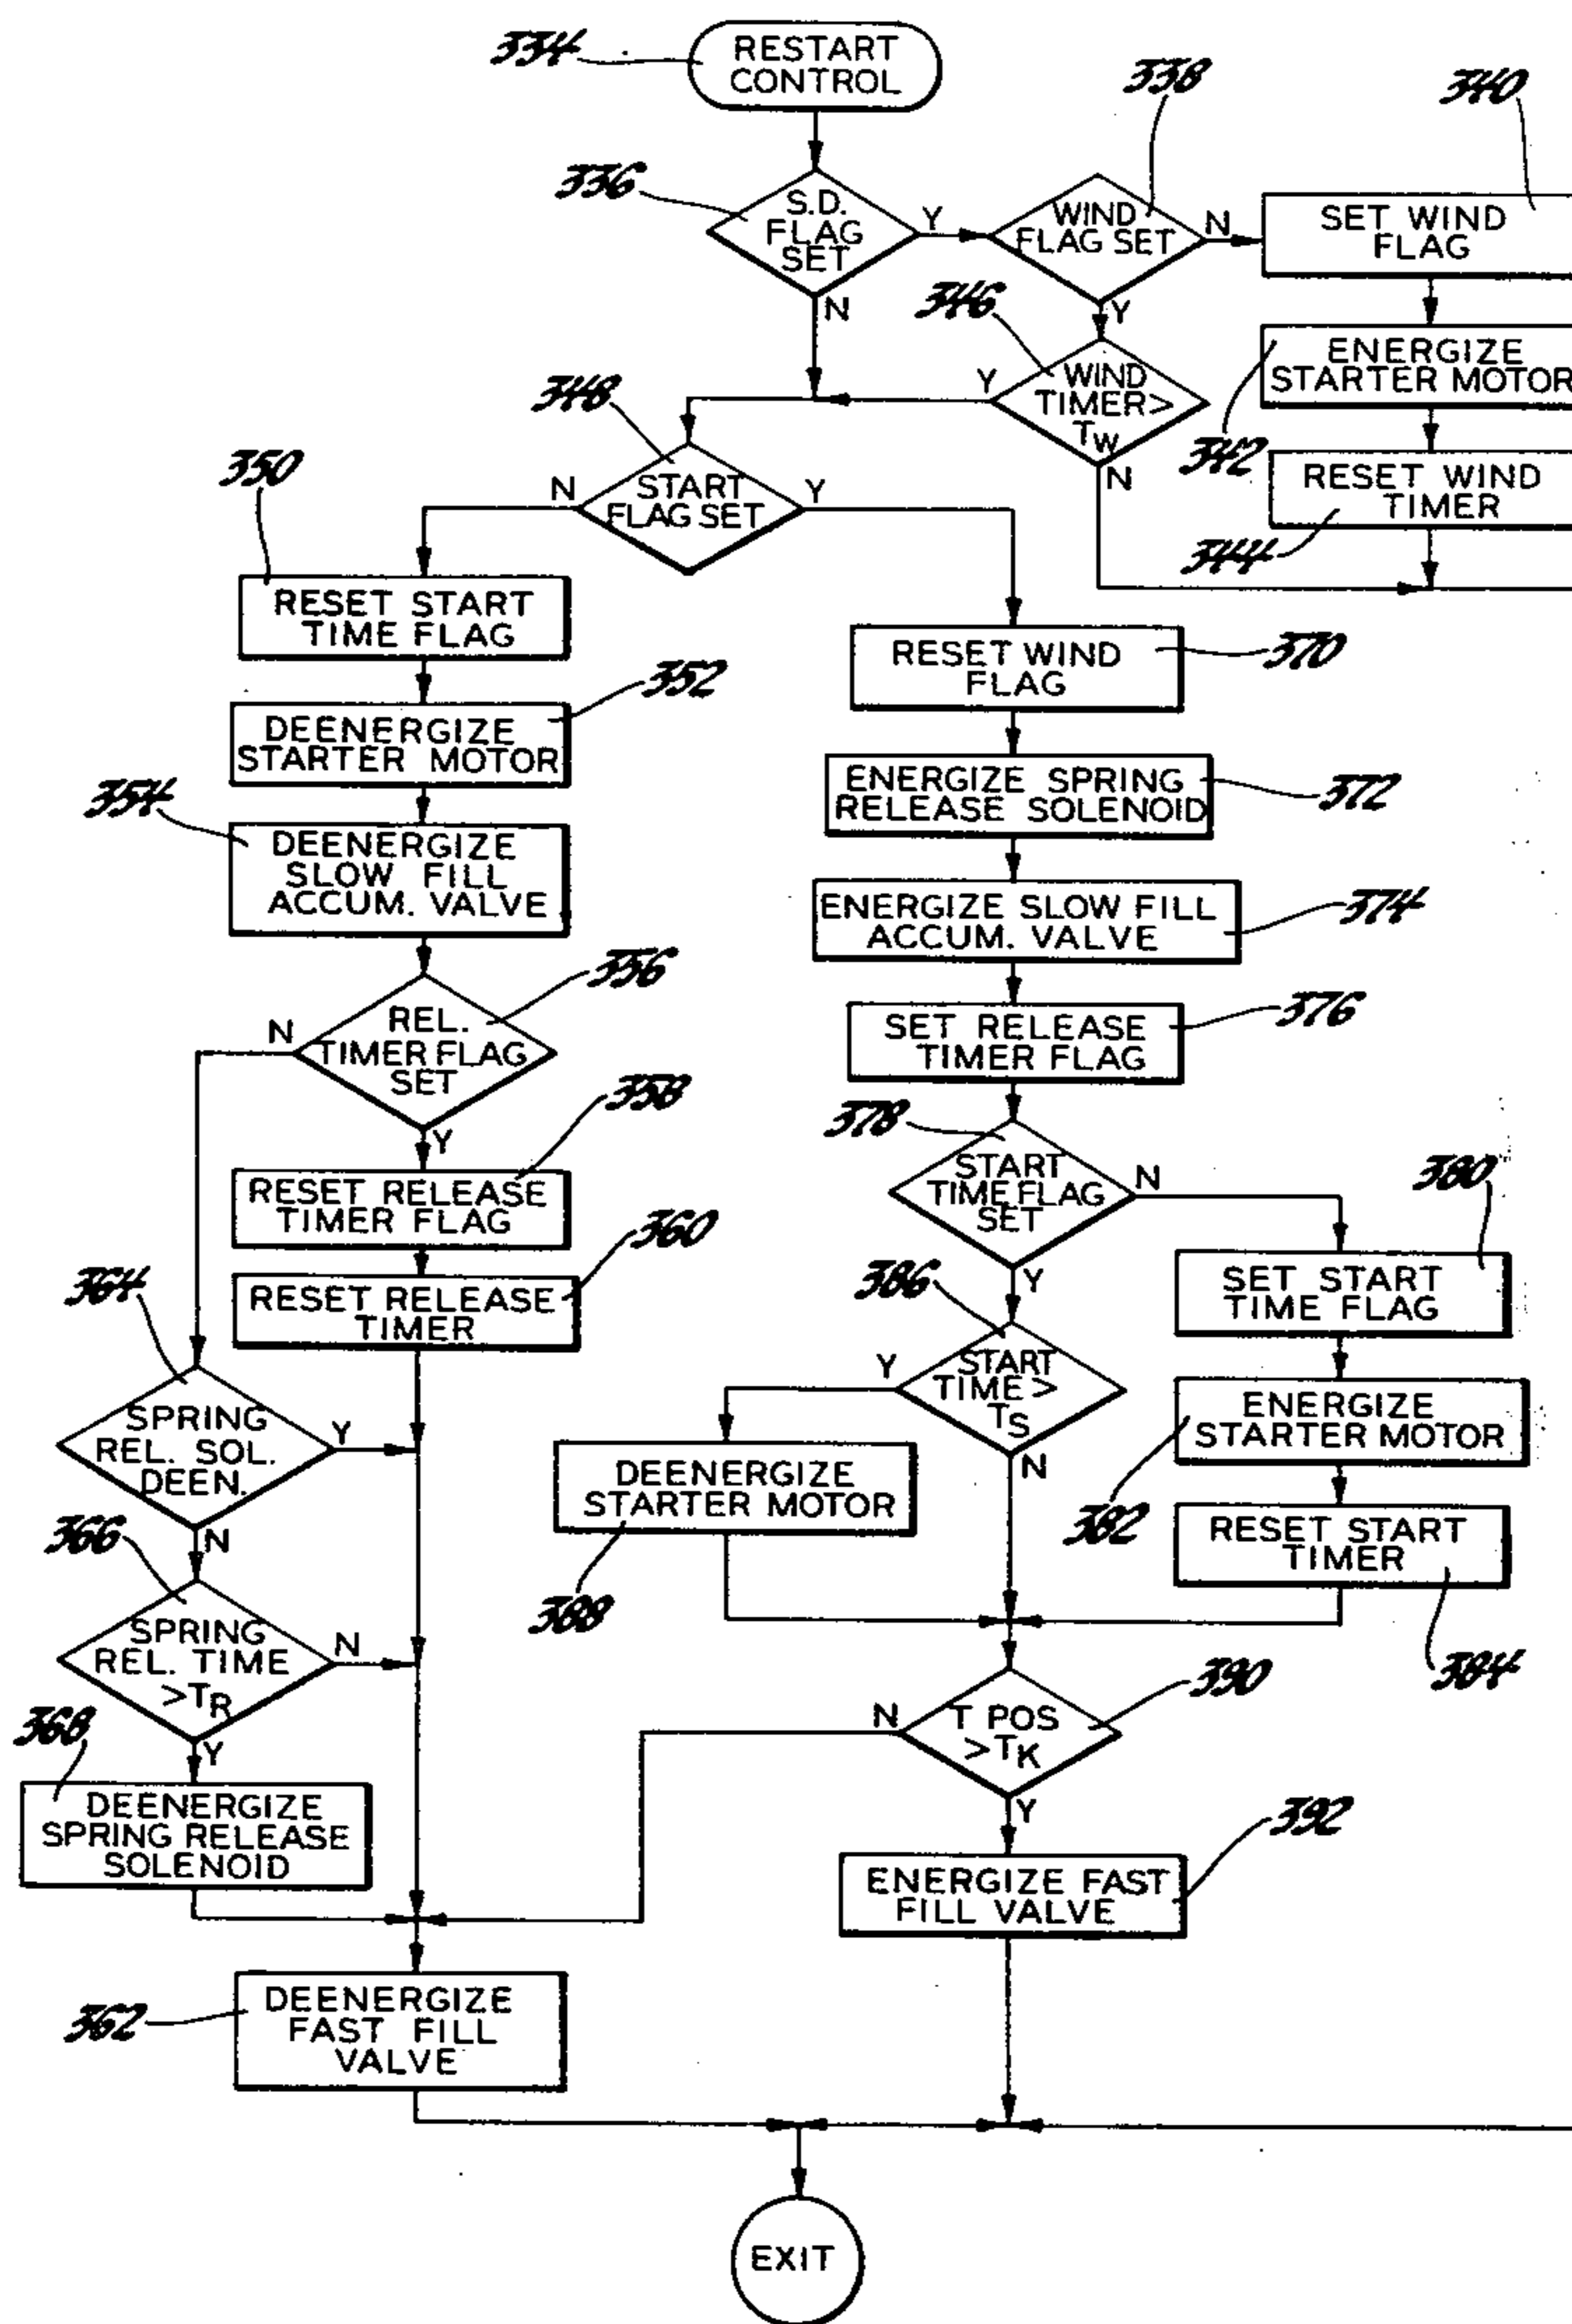 334
RESTART
CONTROL
338
340
336
S.D.
FLAG
SET
Y
WIND
FLAG SET
N
SET WIND
FLAG
N
346
Y
342
ENERGIZE
STARTER MOTOR
348
Y
WIND
TIMER >
TW
N
344
RESET WIND
TIMER
350
N
START
FLAG SET
Y
RESET START
TIME FLAG
RESET WIND
FLAG
370
352
DEENERGIZE
STARTER MOTOR
ENERGIZE SPRING
RELEASE SOLENOID
372
354
DEENERGIZE
SLOW FILL
ACCUM. VALVE
ENERGIZE SLOW FILL
ACCUM. VALVE
374
356
N
REL.
TIMER FLAG
SET
Y
SET RELEASE
TIMER FLAG
376
358
RESET RELEASE
TIMER FLAG
378
START
TIME FLAG
SET
N
Y
380
SET START
TIME FLAG
360
RESET RELEASE
TIMER
364
SPRING
REL. SOL.
DEEN.
Y
N
386
Y
START
TIME >
TS
N
382
ENERGIZE
STARTER MOTOR
DEENERGIZE
STARTER MOTOR
388
RESET START
TIMER
384
366
SPRING
REL. TIME
>TR
N
Y
390
N
T POS
>TK
Y
368
DEENERGIZE
SPRING RELEASE
SOLENOID
392
ENERGIZE FAST
FILL VALVE
362
DEENERGIZE
FAST FILL
VALVE
EXIT